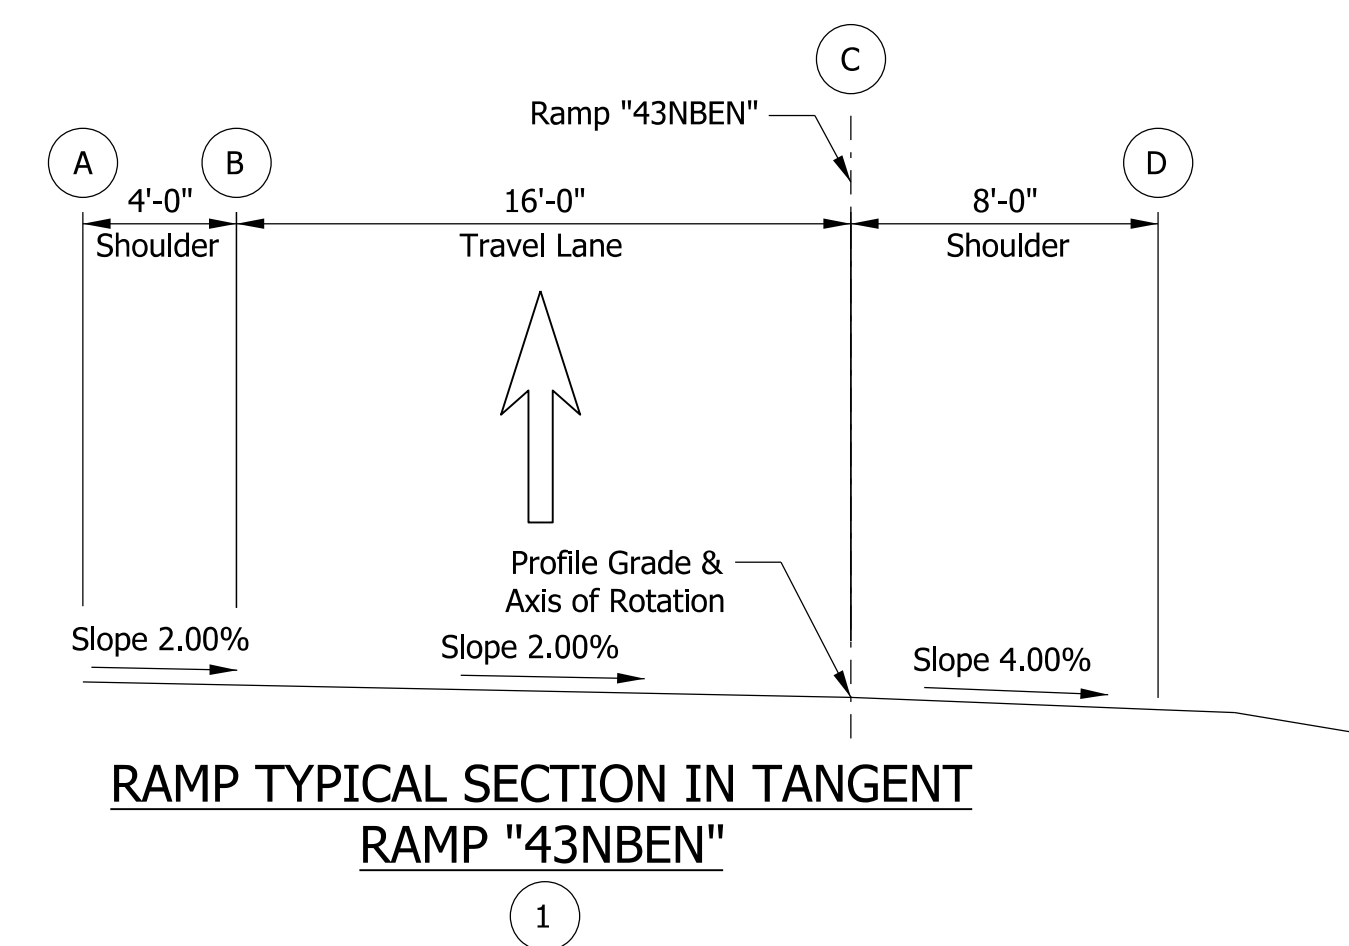 C
Ramp "43NBEN"
A
B
D
4'-0"
16'-0"
8'-0"
Shoulder
Travel Lane
Shoulder
Profile Grade &
Axis of Rotation
Slope 2.00%
Slope 2.00%
Slope 4.00%
RAMP TYPICAL SECTION IN TANGENT
RAMP "43NBEN"
1